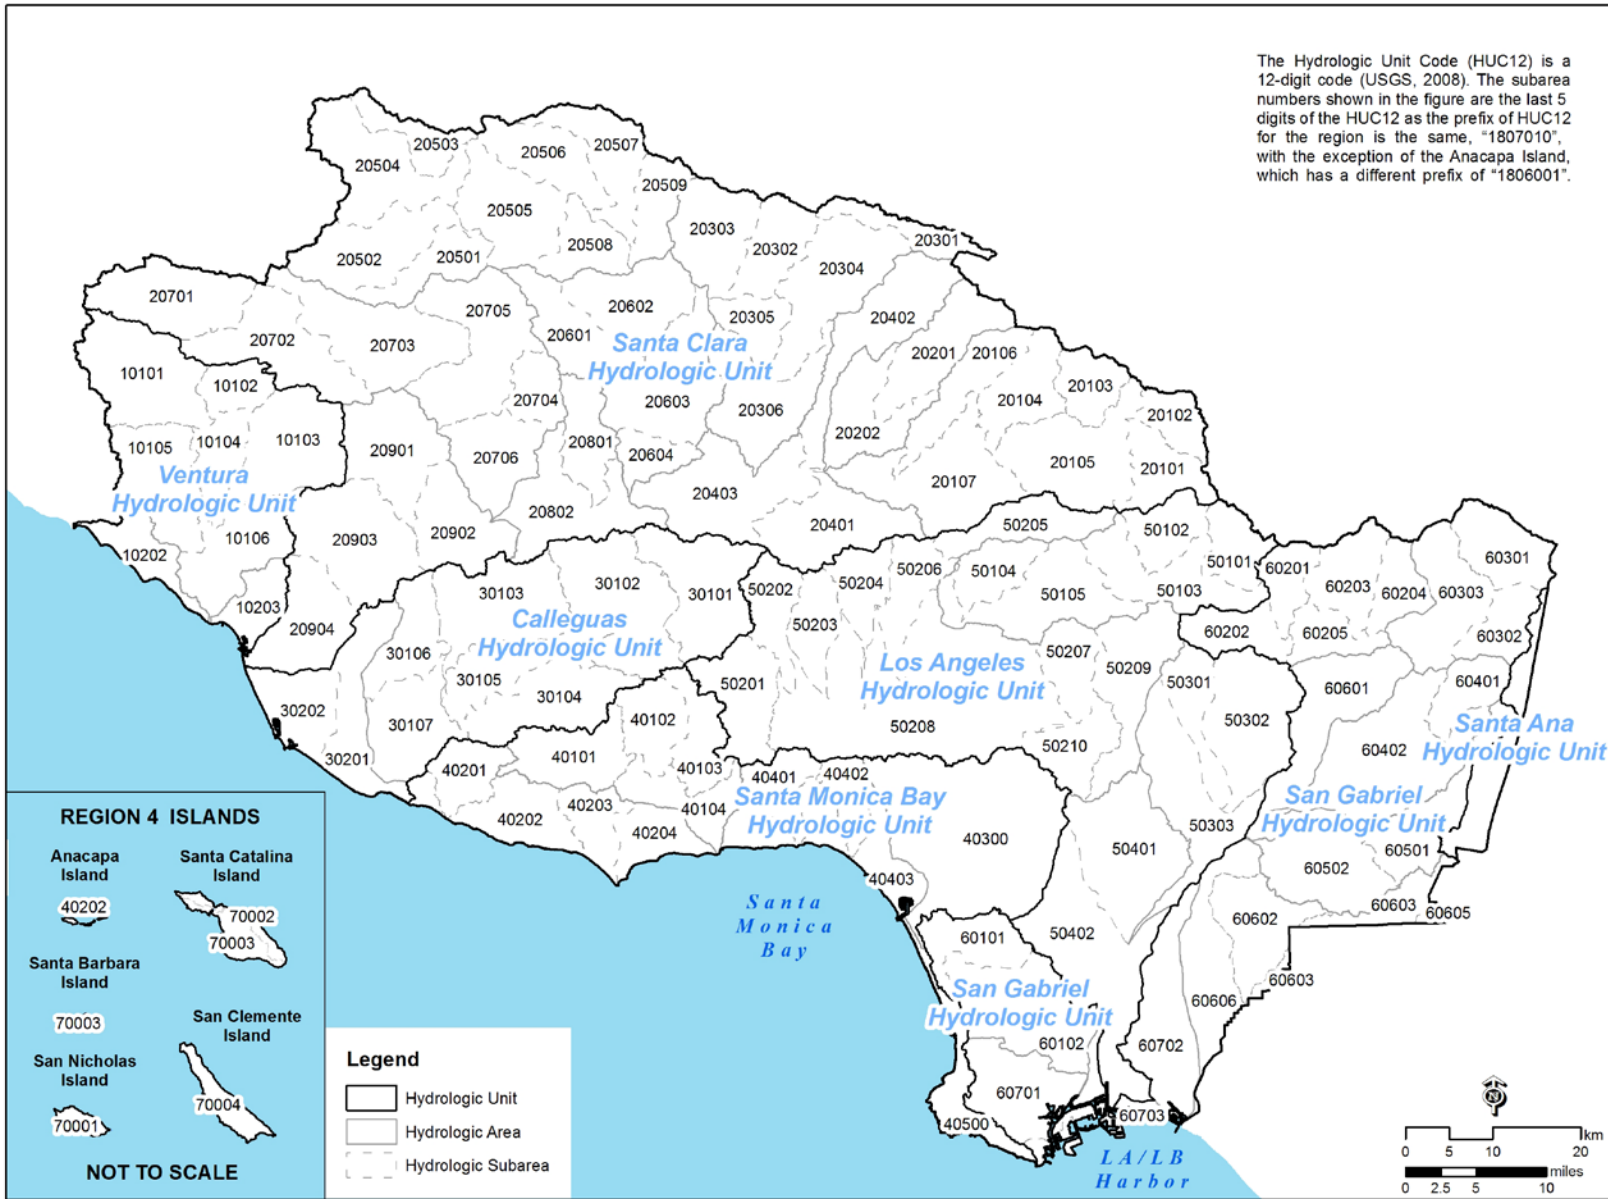 The Hydrologic Unit Code (HUC12) is a
12-digit code (USGS, 2008). The subarea
numbers shown in the figure are the last 5
digits of the HUC12 as the prefix of HUC12
for the region is the same, “1807010”,
with the exception of the Anacapa Island,
which has a different prefix of “1806001”.
20503
20504
20506
20507
20509
20505
20303
20302
20508
20301
20502
20501
20304
20701
20705
20602
20305
20402
20601
20702
20703
Santa Clara
Hydrologic Unit
20201
20106
10101
10102
20103
20704
20603
20306
20104
20102
10105
10104
10103
20901
20801
20202
20706
20604
20105
20101
Ventura
Hydrologic Unit
20403
20107
20802
20401
50205
50102
10106
20903
20902
10202
50101
60301
30103
30102
30101
50202
50204
50206
50104
50105
50103
60201
60203
60204
60303
10203
20904
Calleguas
Hydrologic Unit
50203
60202
60205
60302
30106
Los Angeles
Hydrologic Unit
50207
50209
30105
30104
50201
50301
60601
60401
30202
30107
40102
50208
50302
Santa Ana
Hydrologic Unit
60402
30201
50210
40201
40101
40103
40401
40402
Santa Monica Bay
Hydrologic Unit
San Gabriel
Hydrologic Unit
40203
40104
40202
40204
40300
50303
50401
60501
60502
40403
60603
60605
60602
Santa
Monica
Bay
60101
50402
60603
San Gabriel
Hydrologic Unit
60606
60102
60702
60701
40500
60703
LA/LB
Harbor
REGION 4 ISLANDS
Anacapa
Island
40202
Santa Catalina
Island
70002
70003
Santa Barbara
Island
70003
San Clemente
Island
70004
San Nicholas
Island
70001
NOT TO SCALE
Legend
Hydrologic Unit
Hydrologic Area
Hydrologic Subarea
N
km
0 5 10 20
miles
0 2.5 5 10